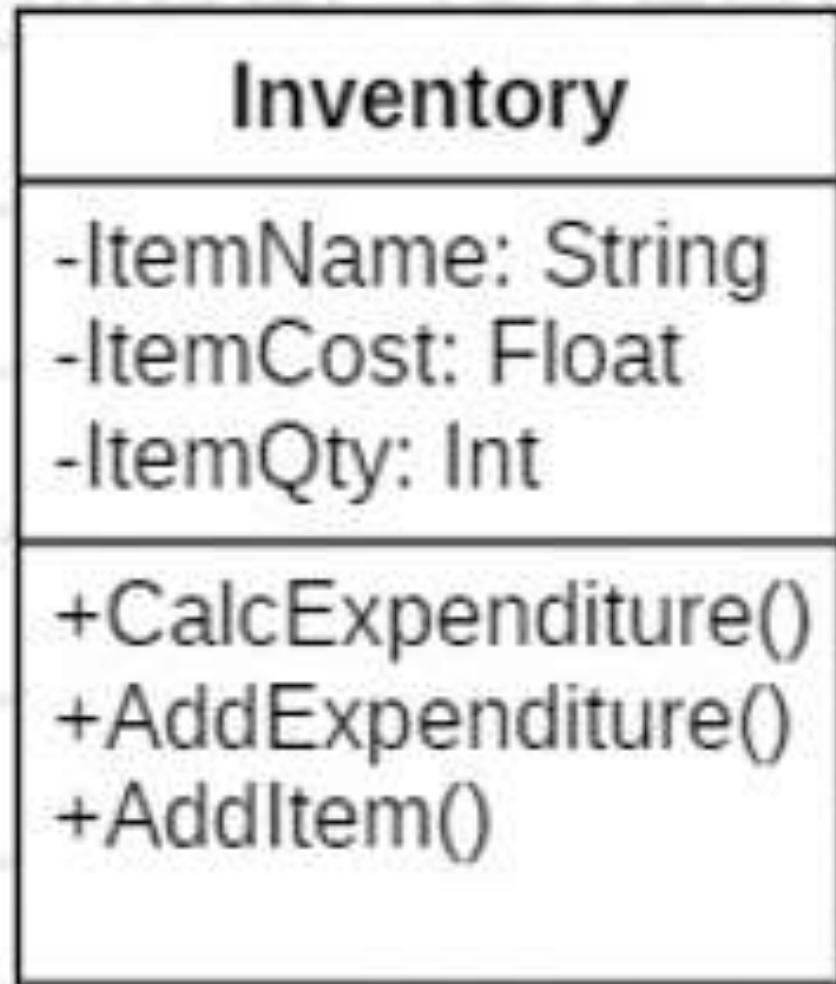 Inventory
-ItemName: String
-ItemCost: Float
-ItemQty: Int
+CalcExpenditure()
+AddExpenditure()
+AddItem()